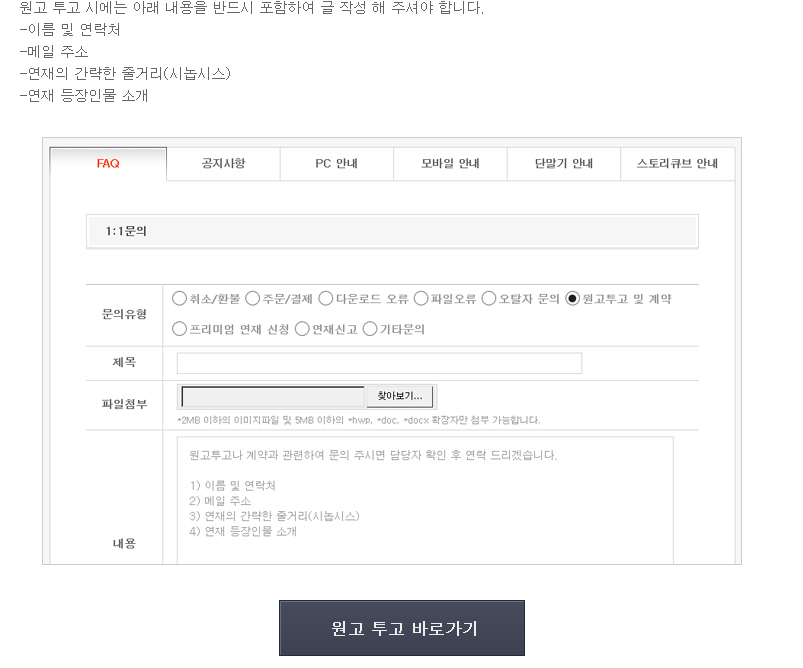 원고 투고 시에는 아래 내용을 반드시 포함하여 글 작성 해 주셔야 합니다.
-이름 및 연락처
-메일 주소
-연재의 간략한 줄거리(시놉시스)
-연재 등장인물 소개
FAQ 공지사항 PC 안내 모바일 안내 단말기 안내 스토리큐브 안내
1:1문의
문의유형 취소/환불 주문/결제 다운로드 오류 파일오류 오탈자 문의 원고투고 및 계약
프리미엄 연재 신청 연재신고 기타문의
제목
파일첨부 찾아보기...
*2MB 이하의 이미지파일 및 5MB 이하의 *hwp, *doc, *docx 확장자만 첨부 가능합니다.
원고투고나 계약과 관련하여 문의 주시면 담당자 확인 후 연락 드리겠습니다.
1) 이름 및 연락처
2) 메일 주소
3) 연재의 간략한 줄거리(시놉시스)
4) 연재 등장인물 소개
내용
원고 투고 바로가기